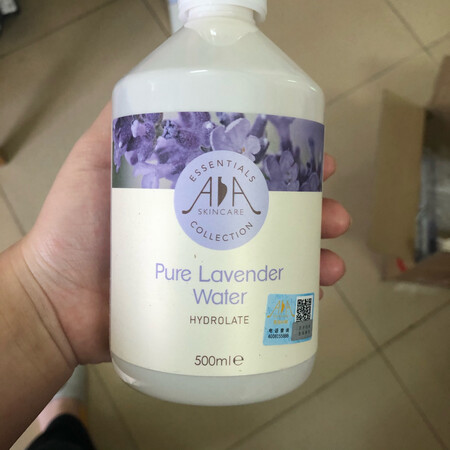 ESSENTIALS
AA
SKINCARE
COLLECTION
Pure Lavender
Water
HYDROLATE
500ml℮